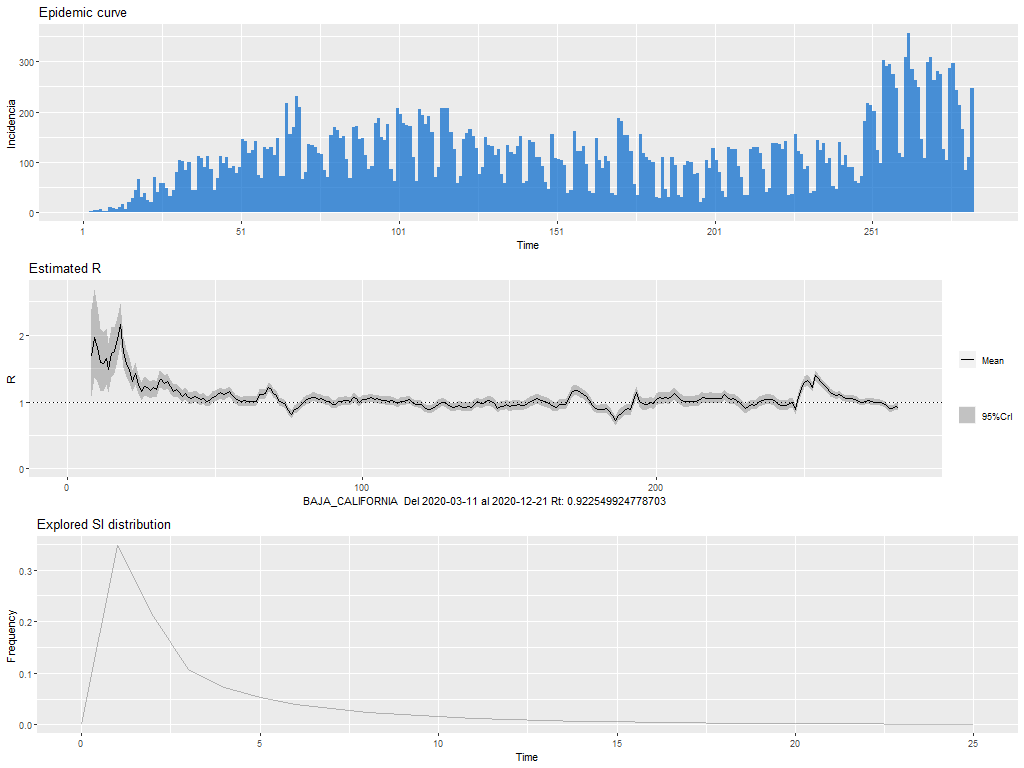 Epidemic curve
Incidencia
300
200
100
0
1
51
101
151
201
251
Time
Estimated R
R
2
1
0
0
100
200
Mean
95%CrI
BAJA_CALIFORNIA Del 2020-03-11 al 2020-12-21 Rt: 0.922549924778703
Explored SI distribution
Frequency
0.3
0.2
0.1
0.0
0
5
10
15
20
25
Time